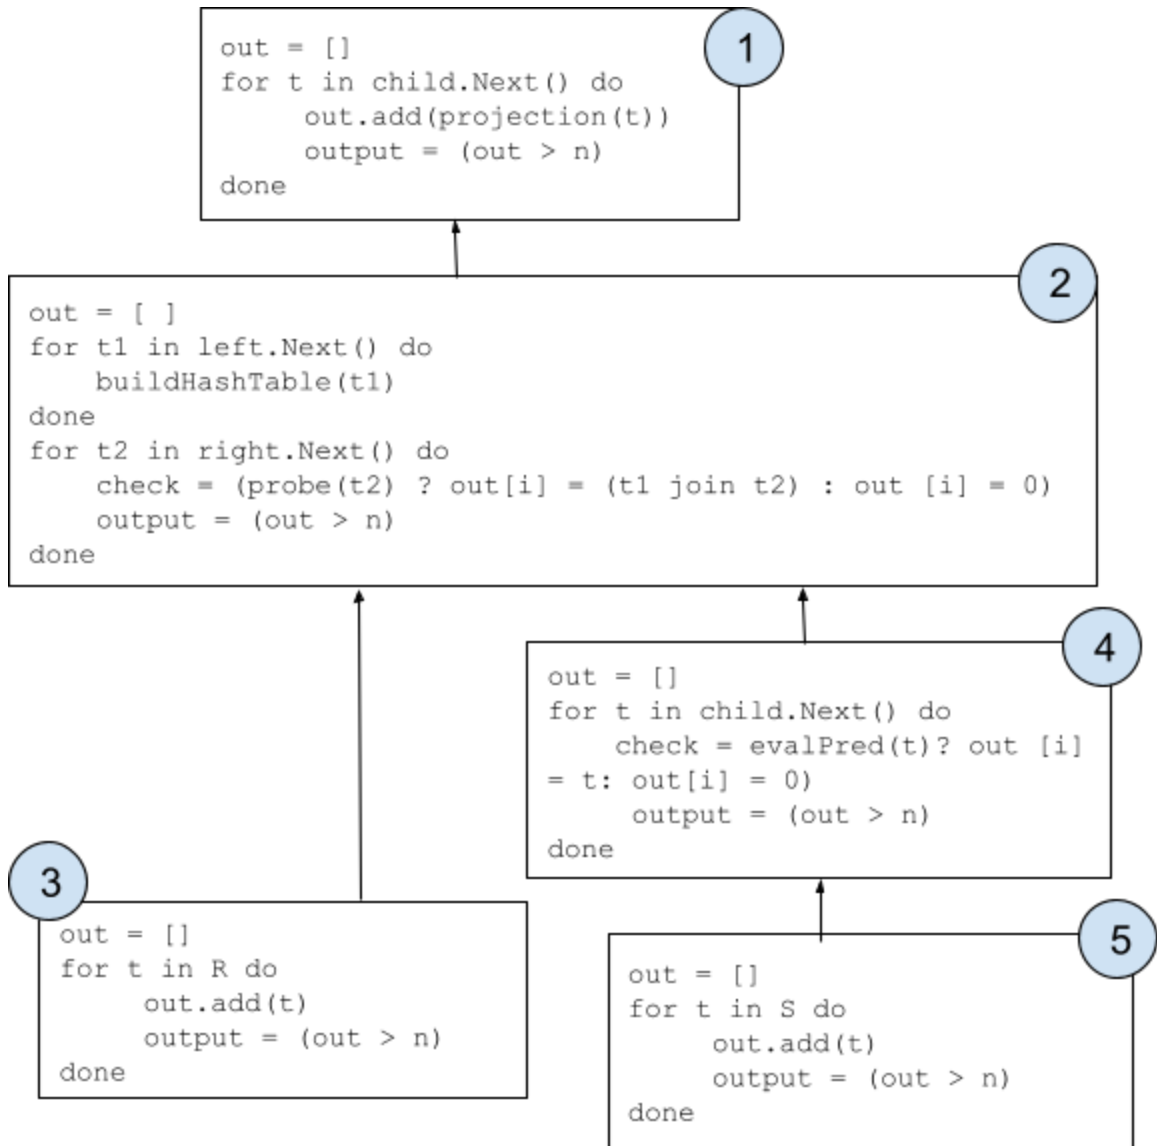 1
out = []
for t in child.Next() do
out.add(projection(t))
output = (out > n)
done
2
out = [ ]
for t1 in left.Next() do
buildHashTable(t1)
done
for t2 in right.Next() do
check = (probe(t2) ? out[i] = (t1 join t2) : out [i] = 0)
output = (out > n)
done
4
out = []
for t in child.Next() do
check = evalPred(t)? out [i]
= t: out[i] = 0)
output = (out > n)
done
3
out = []
for t in R do
out.add(t)
output = (out > n)
done
5
out = []
for t in S do
out.add(t)
output = (out > n)
done